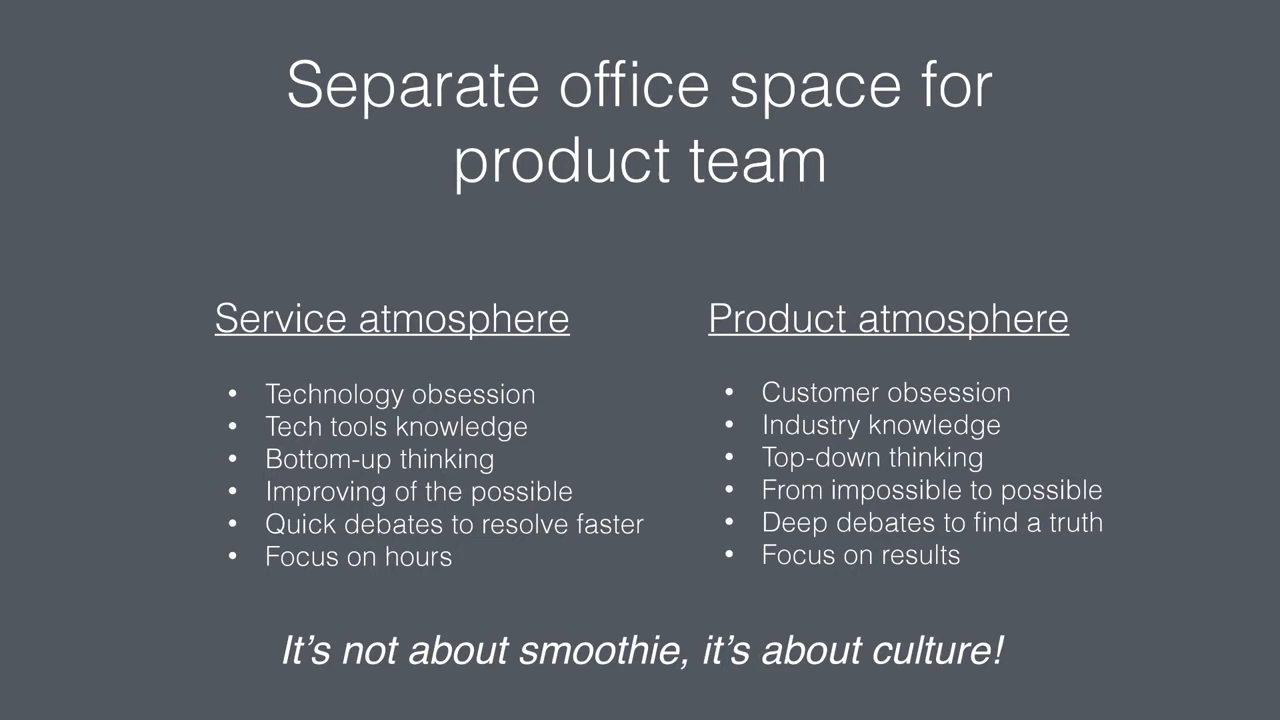 Separate office space for
product team
Service atmosphere
• Technology obsession
• Tech tools knowledge
• Bottom-up thinking
• Improving of the possible
• Quick debates to resolve faster
• Focus on hours
Product atmosphere
• Customer obsession
• Industry knowledge
• Top-down thinking
• From impossible to possible
• Deep debates to find a truth
• Focus on results
It’s not about smoothie, it’s about culture!